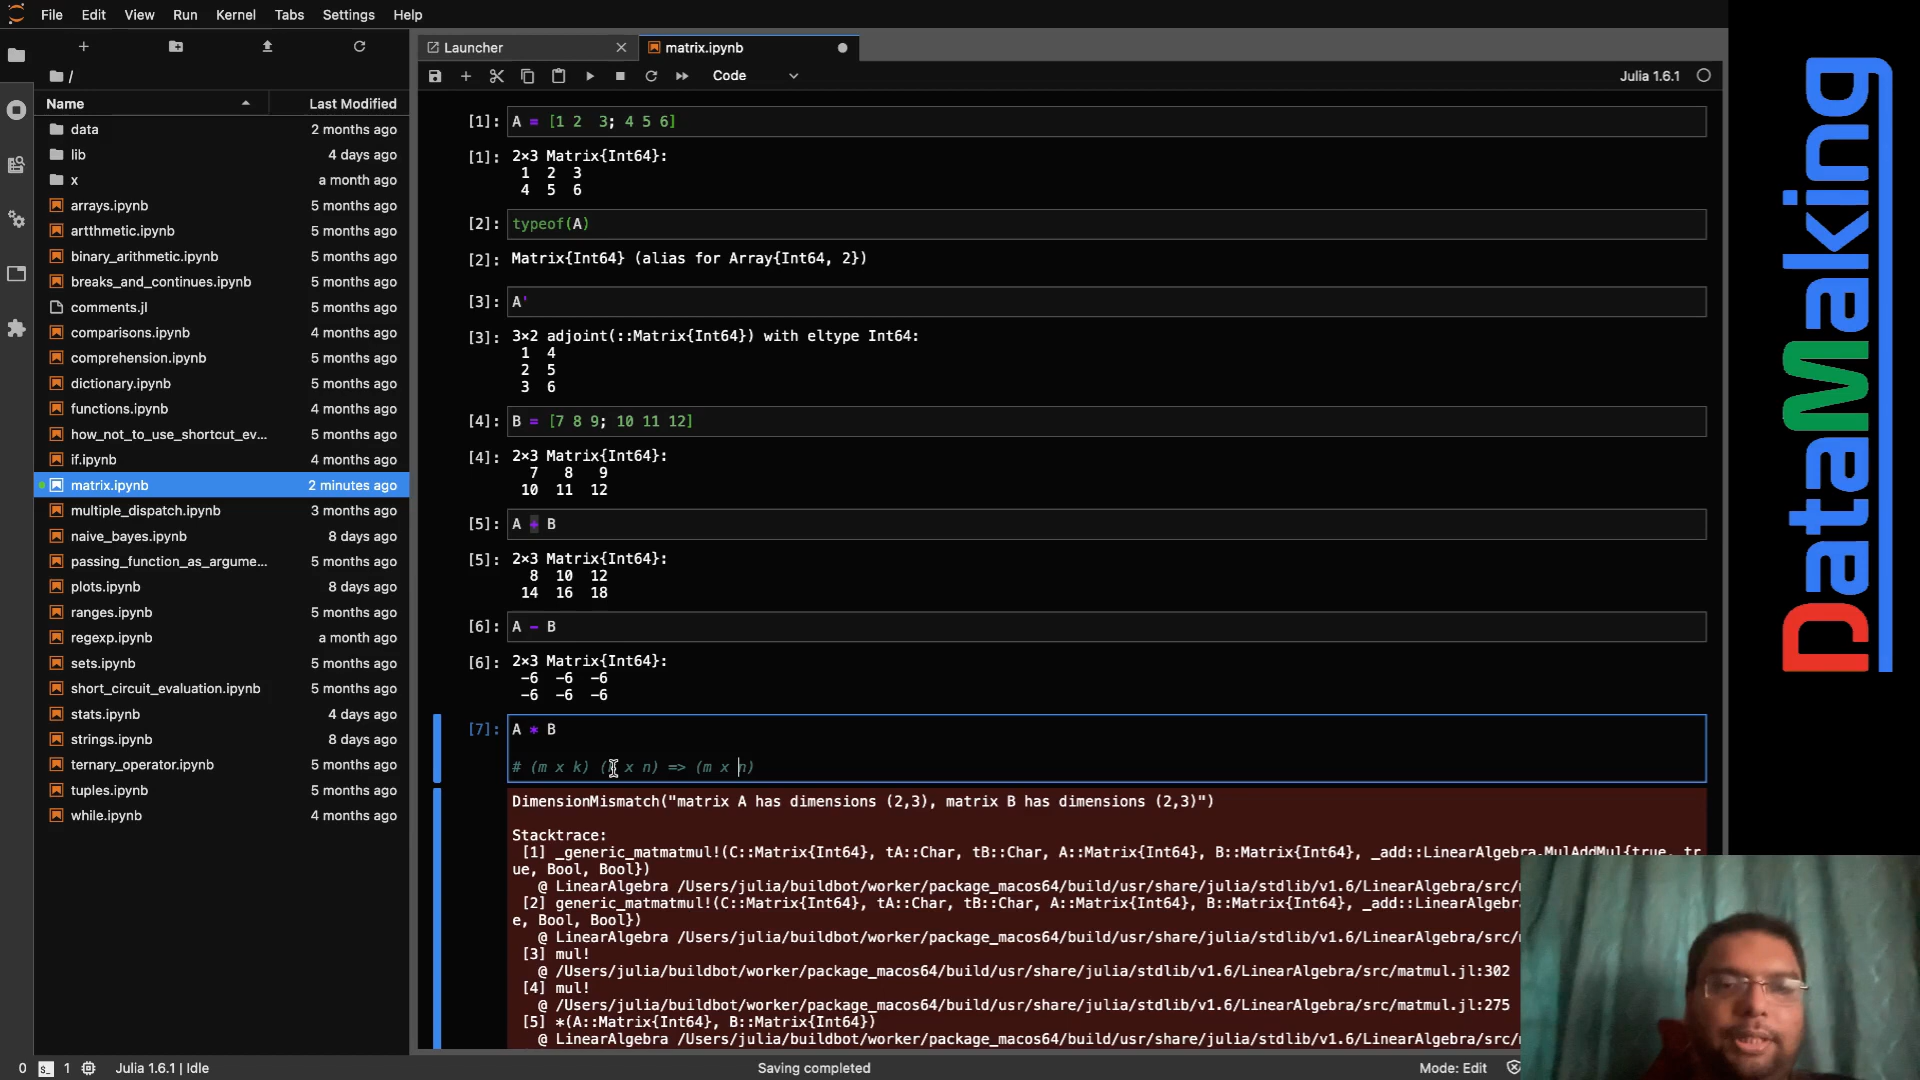 File Edit View Run Kernel Tabs Settings Help
Launcher
matrix.ipynb
Code
Julia 1.6.1
/
Name Last Modified
data 2 months ago
lib 4 days ago
x a month ago
arrays.ipynb 5 months ago
artthmetic.ipynb 5 months ago
binary_arithmetic.ipynb 5 months ago
breaks_and_continues.ipynb 5 months ago
comments.jl 5 months ago
comparisons.ipynb 4 months ago
comprehension.ipynb 5 months ago
dictionary.ipynb 5 months ago
functions.ipynb 4 months ago
how_not_to_use_shortcut_ev... 5 months ago
if.ipynb 4 months ago
matrix.ipynb 2 minutes ago
multiple_dispatch.ipynb 3 months ago
naive_bayes.ipynb 8 days ago
passing_function_as_argume... 5 months ago
plots.ipynb 8 days ago
ranges.ipynb 5 months ago
regexp.ipynb a month ago
sets.ipynb 5 months ago
short_circuit_evaluation.ipynb 5 months ago
stats.ipynb 4 days ago
strings.ipynb 8 days ago
ternary_operator.ipynb 5 months ago
tuples.ipynb 5 months ago
while.ipynb 4 months ago
[1]: A = [1 2  3; 4 5 6]
[1]: 2×3 Matrix{Int64}:
1 2 3
4 5 6
[2]: typeof(A)
[2]: Matrix{Int64} (alias for Array{Int64, 2})
[3]: A'
[3]: 3×2 adjoint(::Matrix{Int64}) with eltype Int64:
1 4
2 5
3 6
[4]: B = [7 8 9; 10 11 12]
[4]: 2×3 Matrix{Int64}:
7 8 9
10 11 12
[5]: A + B
[5]: 2×3 Matrix{Int64}:
8 10 12
14 16 18
[6]: A - B
[6]: 2×3 Matrix{Int64}:
-6 -6 -6
-6 -6 -6
[7]: A * B
# (m x k) ( x n) => (m x n)
DimensionMismatch("matrix A has dimensions (2,3), matrix B has dimensions (2,3)")
Stacktrace:
[1] _generic_matmatmul!(C::Matrix{Int64}, tA::Char, tB::Char, A::Matrix{Int64}, B::Matrix{Int64}, _add::LinearAlgebra.MulAddMul{true, tr
ue, Bool, Bool})
@ LinearAlgebra /Users/julia/buildbot/worker/package_macos64/build/usr/share/julia/stdlib/v1.6/LinearAlgebra/src/
[2] generic_matmatmul!(C::Matrix{Int64}, tA::Char, tB::Char, A::Matrix{Int64}, B::Matrix{Int64}, _add::LinearAlgeb
e, Bool, Bool})
@ LinearAlgebra /Users/julia/buildbot/worker/package_macos64/build/usr/share/julia/stdlib/v1.6/LinearAlgebra/src/
[3] mul!
@ /Users/julia/buildbot/worker/package_macos64/build/usr/share/julia/stdlib/v1.6/LinearAlgebra/src/matmul.jl:302
[4] mul!
@ /Users/julia/buildbot/worker/package_macos64/build/usr/share/julia/stdlib/v1.6/LinearAlgebra/src/matmul.jl:275
[5] *(A::Matrix{Int64}, B::Matrix{Int64})
@ LinearAlgebra /Users/julia/buildbot/worker/package_macos64/build/usr/share/julia/stdlib/v1.6/LinearAlgebra/src/
0 1 Julia 1.6.1 | Idle
Saving completed
Mode: Edit
DataMaking